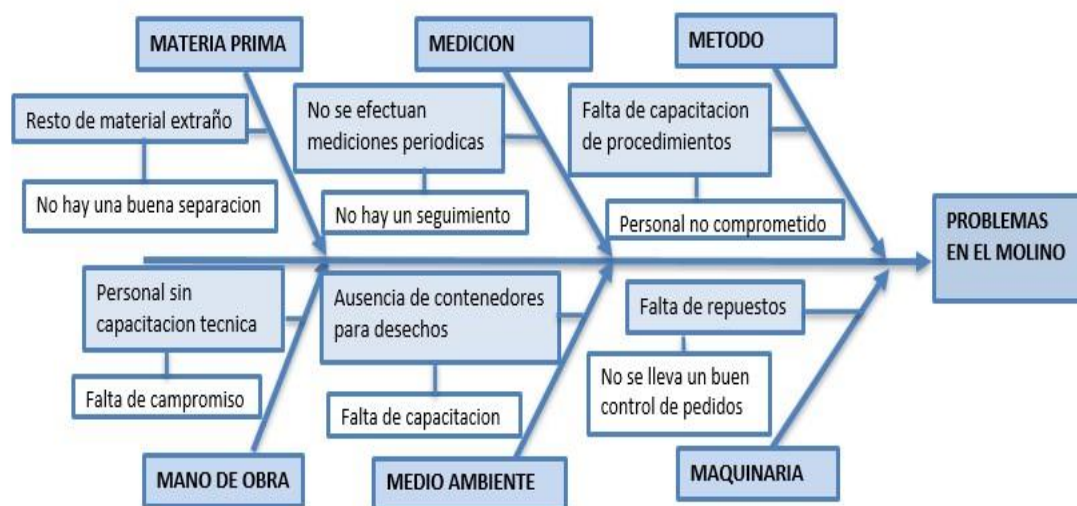 MATERIA PRIMA
MEDICION
METODO
Resto de material extraño
No hay una buena separacion
No se efectuan
mediciones periodicas
No hay un seguimiento
Falta de capacitacion
de procedimientos
Personal no comprometido
PROBLEMAS
EN EL MOLINO
Personal sin
capacitacion tecnica
Falta de campromiso
Ausencia de contenedores
para desechos
Falta de capacitacion
Falta de repuestos
No se lleva un buen
control de pedidos
MANO DE OBRA
MEDIO AMBIENTE
MAQUINARIA